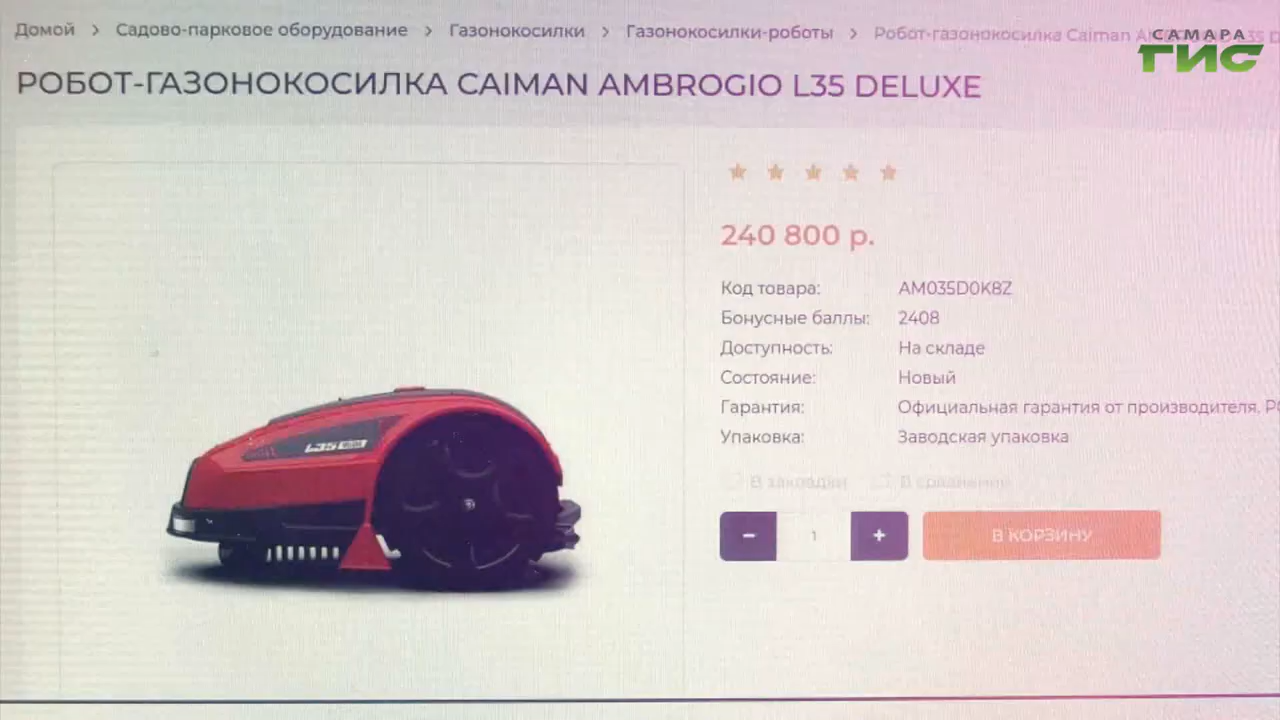 Домой > Садово-парковое оборудование > Газонокосилки > Газонокосилки-роботы > Робот-газонокосилка Caiman
САМАРА
ГИС
РОБОТ-ГАЗОНОКОСИЛКА CAIMAN AMBROGIO L35 DELUXE
240 800 р.
Код товара: AM035D0K8Z
Бонусные баллы: 2408
Доступность: На складе
Состояние: Новый
Гарантия: Официальная гарантия от производителя.
Упаковка: Заводская упаковка
В закладки В сравнение
- 1 + В КОРЗИНУ